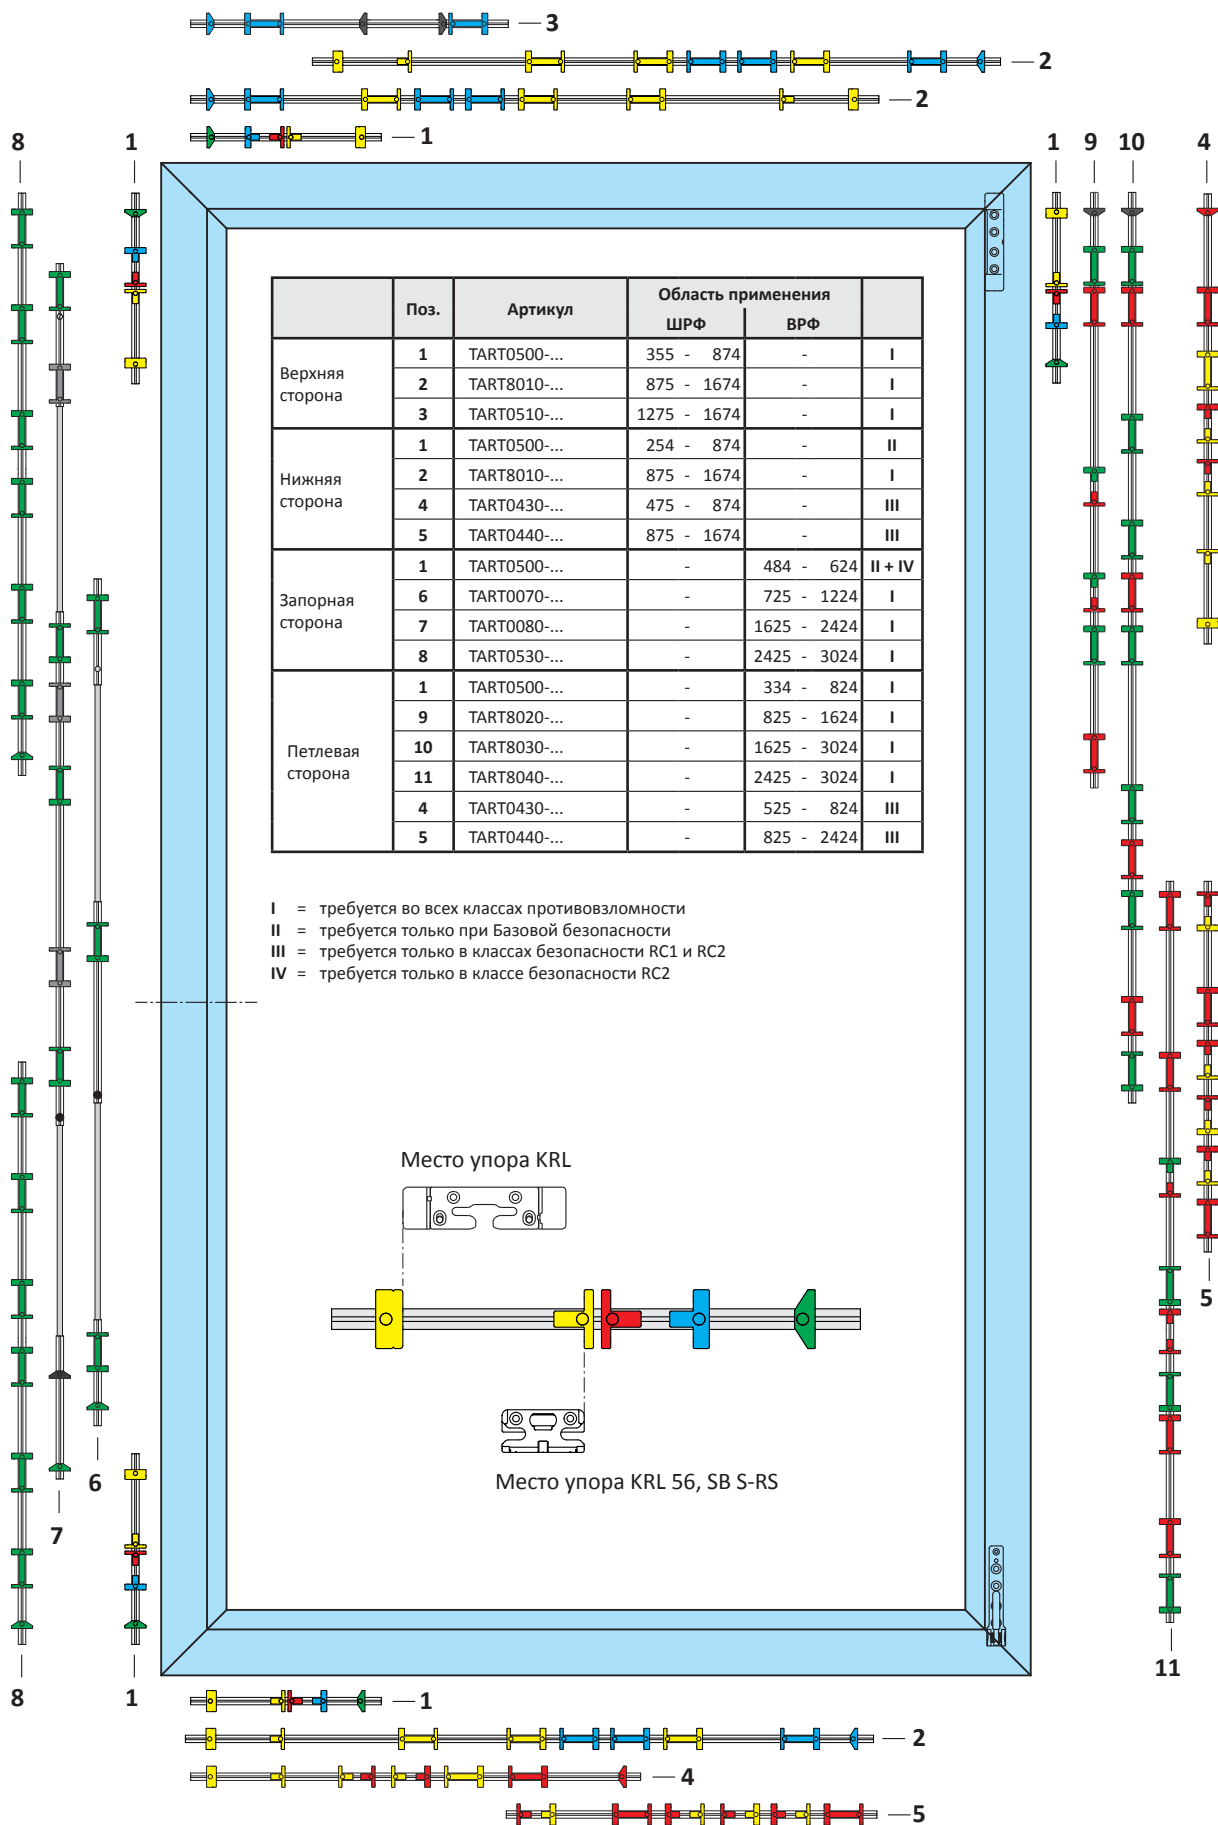 3
2
2
1
8
1
1
9
10
4
Поз. Артикул Область применения
ШРФ ВРФ
Верхняя сторона
1 TART0500-... 355 - 874 - I
2 TART8010-... 875 - 1674 - I
3 TART0510-... 1275 - 1674 - I
Нижняя сторона
1 TART0500-... 254 - 874 - II
2 TART8010-... 875 - 1674 - I
4 TART0430-... 475 - 874 - III
5 TART0440-... 875 - 1674 - III
Запорная сторона
1 TART0500-... - 484 - 624 II + IV
6 TART0070-... - 725 - 1224 I
7 TART0080-... - 1625 - 2424 I
8 TART0530-... - 2425 - 3024 I
Петлевая сторона
1 TART0500-... - 334 - 824 I
9 TART8020-... - 825 - 1624 I
10 TART8030-... - 1625 - 3024 I
11 TART8040-... - 2425 - 3024 I
4 TART0430-... - 525 - 824 III
5 TART0440-... - 825 - 2424 III
I = требуется во всех классах противовзломности
II = требуется только при Базовой безопасности
III = требуется только в классах безопасности RC1 и RC2
IV = требуется только в классе безопасности RC2
Место упора KRL
5
Место упора KRL 56, SB S-RS
6
7
11
8
1
1
2
4
5